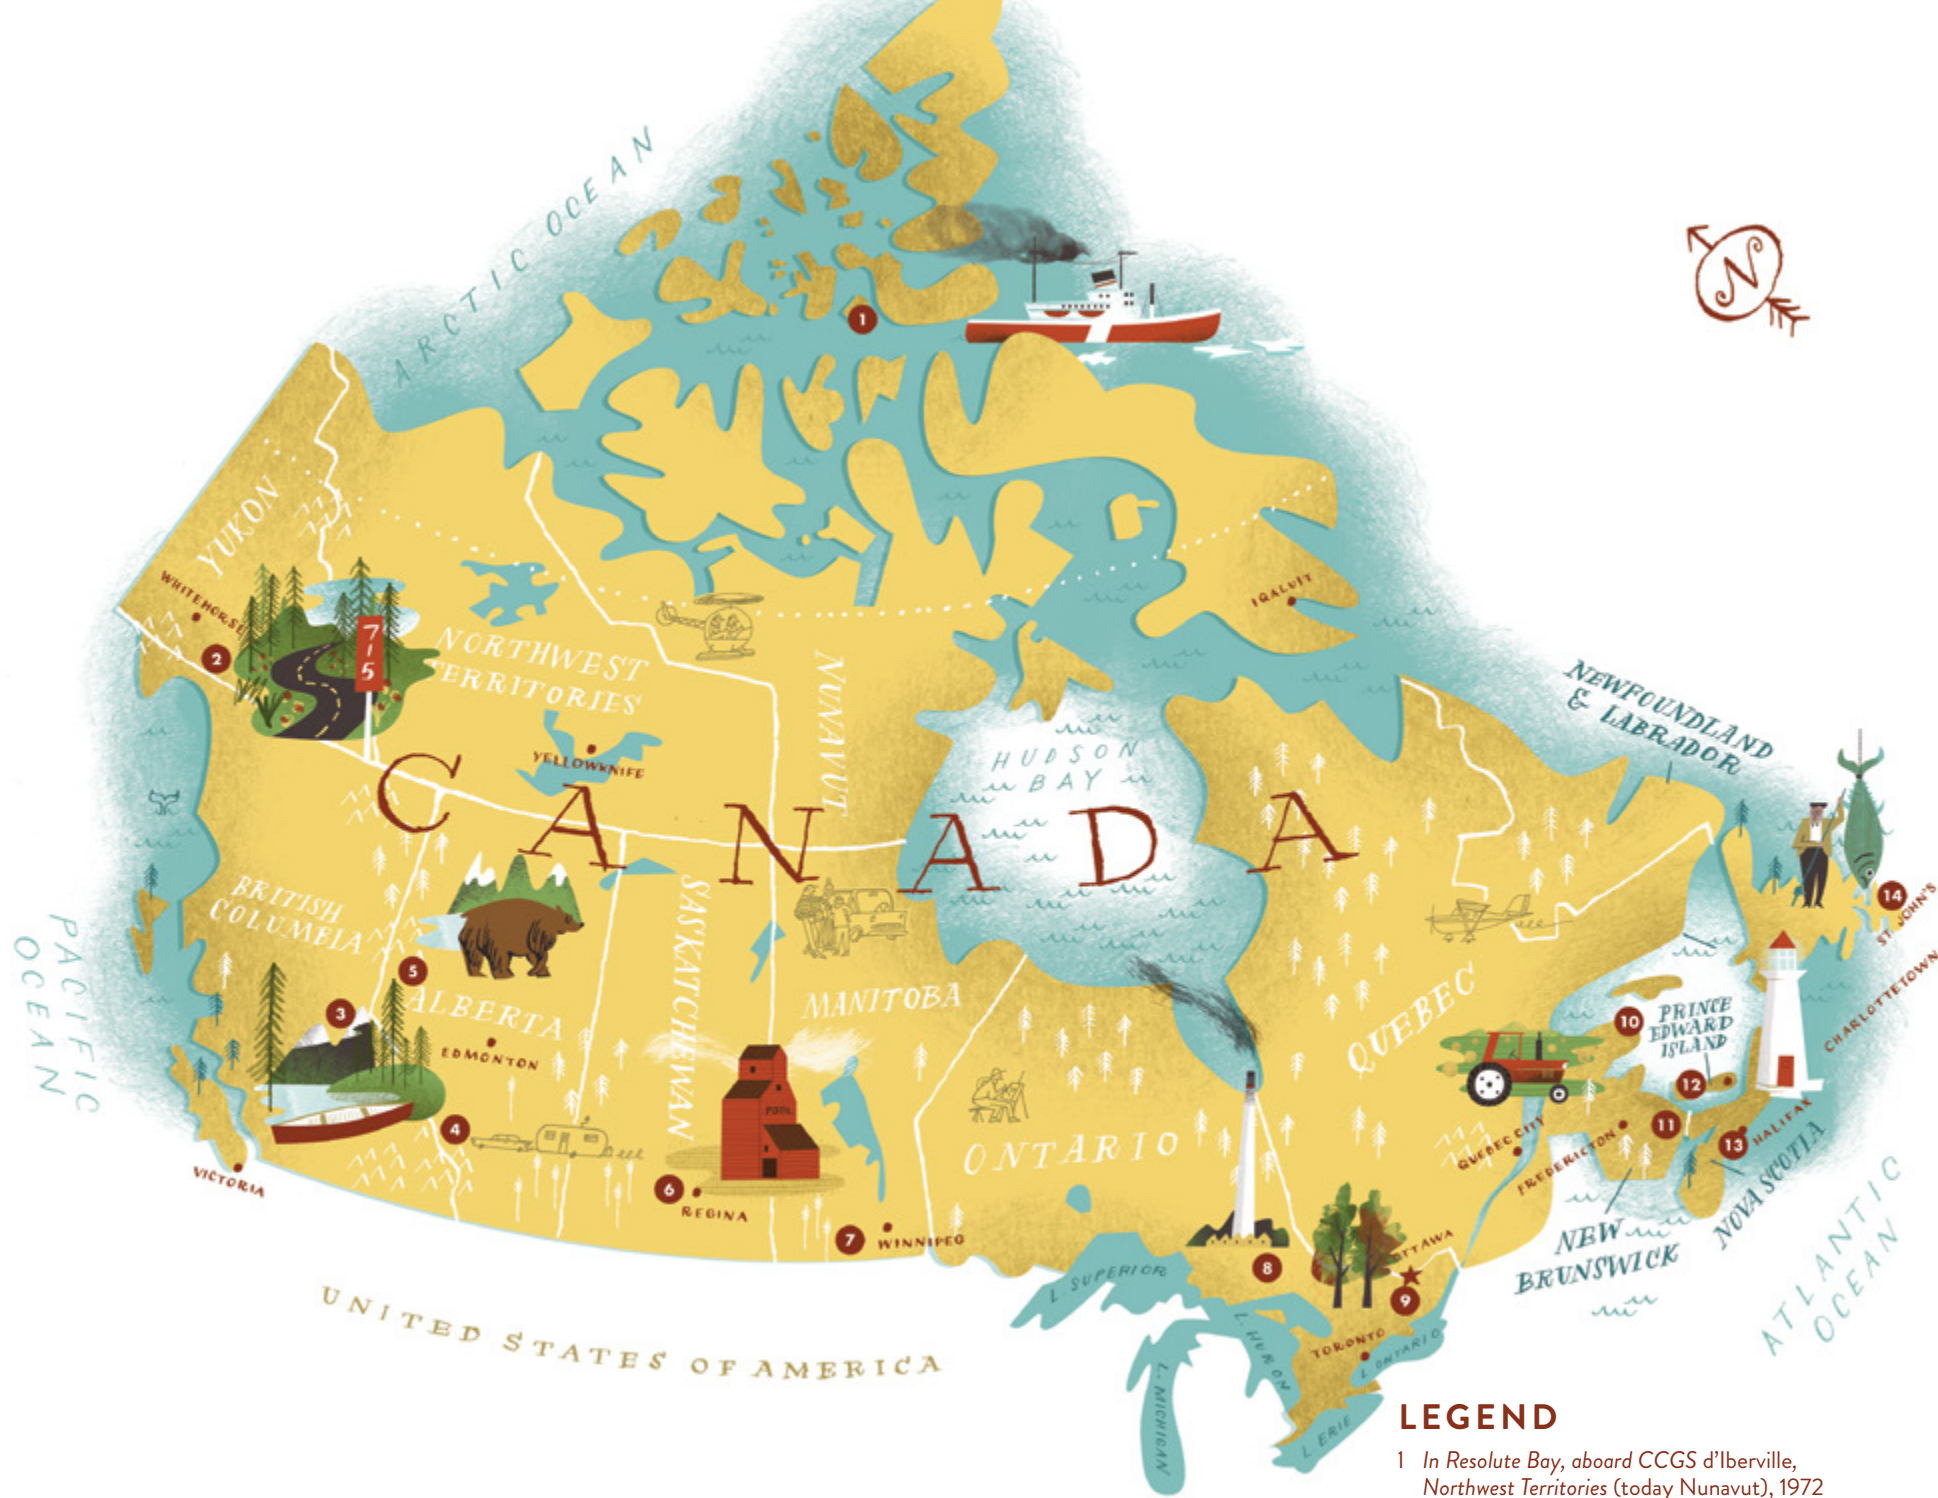 ARCTIC OCEAN
1
N
YUKON
WHITEHORSE
2
715
NORTHWEST
TERRITORIES
NUNAVUT
IQALUIT
YELLOWKNIFE
HUDSON
BAY
NEWFOUNDLAND
& LABRADOR
CANADA
BRITISH
COLUMBIA
PACIFIC
OCEAN
5
3
ALBERTA
EDMONTON
SASKATCHEWAN
MANITOBA
QUEBEC
14
ST. JOHN'S
CHARLOTTETOWN
10
PRINCE
EDWARD
ISLAND
12
11
13
HALIFAX
NOVA SCOTIA
4
VICTORIA
POOL
ONTARIO
QUEBEC CITY
FREDERICTON
6
REGINA
7
WINNIPEG
NEW
BRUNSWICK
ATLANTIC
OCEAN
8
OTTAWA
9
L. SUPERIOR
L. HURON
TORONTO
L. ONTARIO
L. MICHIGAN
L. ERIE
UNITED STATES OF AMERICA
LEGEND
1 In Resolute Bay, aboard CCGS d'Iberville,
Northwest Territories (today Nunavut), 1972